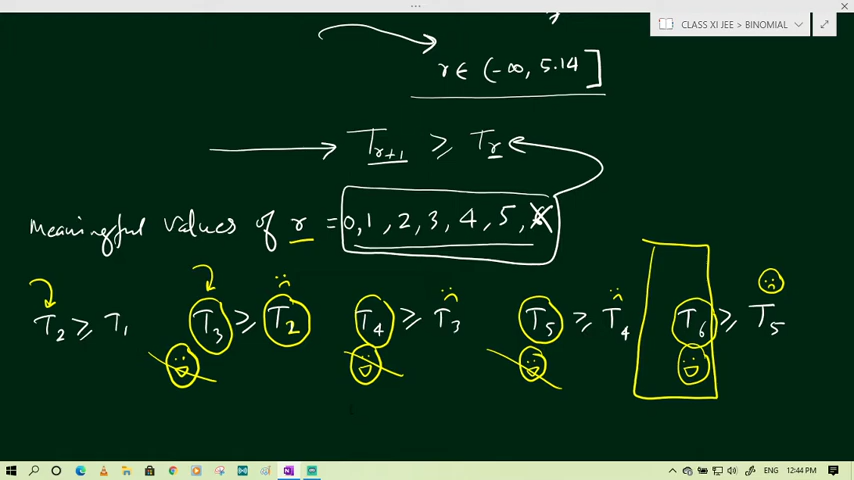 ...
CLASS XI JEE > BINOMIAL
r ∈ (-∞, 5.14]
T_{r+1} ≥ T_r
Meaningful values of r = 0, 1, 2, 3, 4, 5,
T₂ ≥ T₁ T₃ ≥ T₂ T₄ ≥ T₃ T₅ ≥ T₄ T₆ ≥ T₅
ENG 12:44 PM